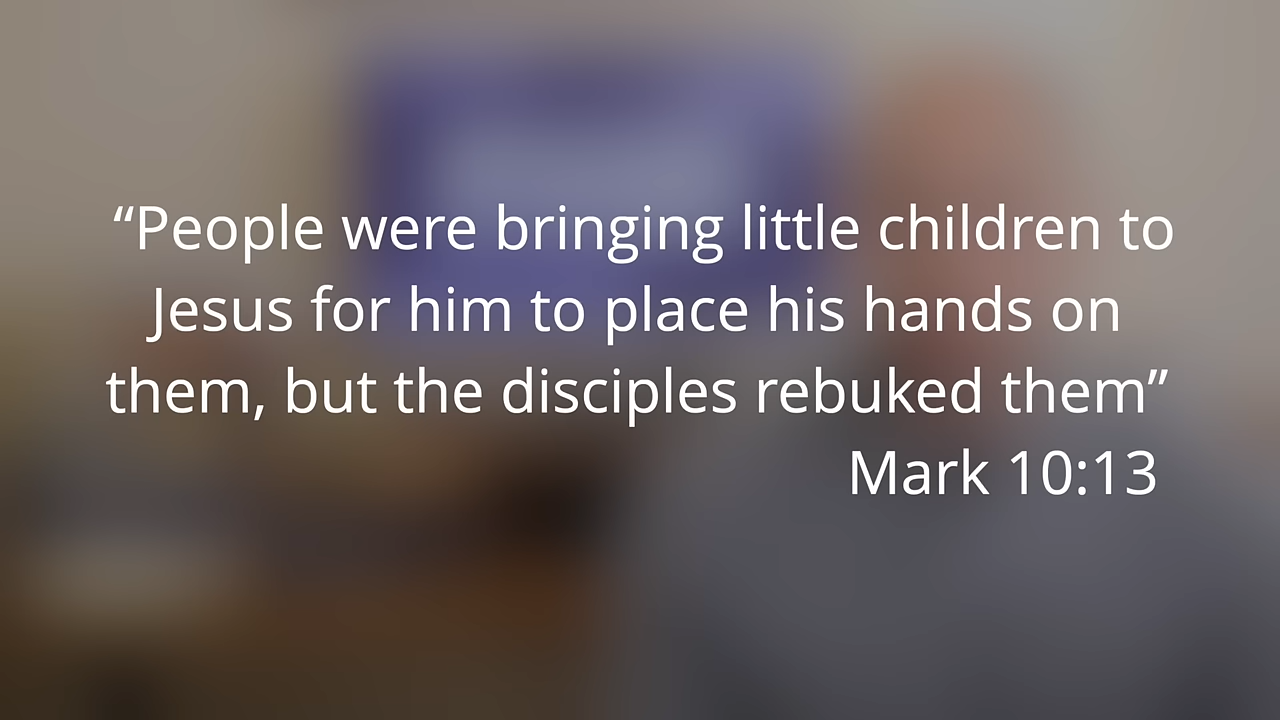 “People were bringing little children to
Jesus for him to place his hands on
them, but the disciples rebuked them”
Mark 10:13